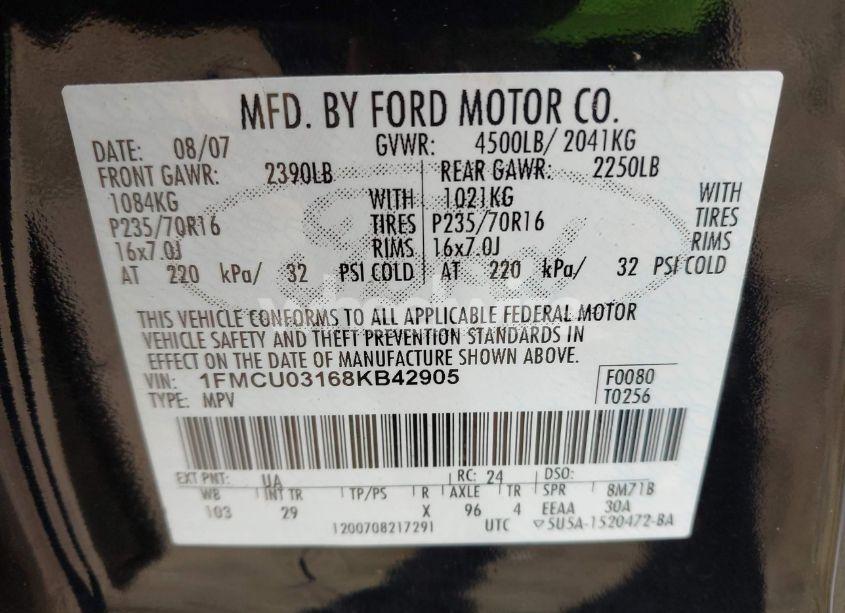 MFD. BY FORD MOTOR CO.
DATE: 08/07 GVWR: 4500LB/ 2041KG
FRONT GAWR: 2390LB REAR GAWR: 2250LB
1084KG WITH 1021KG WITH
P235/70R16 TIRES P235/70R16 TIRES
16x7.0J RIMS 16x7.0J RIMS
AT 220 kPa/ 32 PSI COLD AT 220 kPa/ 32 PSI COLD
THIS VEHICLE CONFORMS TO ALL APPLICABLE FEDERAL MOTOR
VEHICLE SAFETY AND THEFT PREVENTION STANDARDS IN
EFFECT ON THE DATE OF MANUFACTURE SHOWN ABOVE.
VIN: 1FMCU03168KB42905 F0080
TYPE: MPV T0256
EXT PNT: UA RC: 24 DSO:
WB INT TR TP/PS R AXLE TR SPR 8M71B
103 29 X 96 4 EEAA 30A
1200708217291 UTC ▽5U5A-1520472-BA